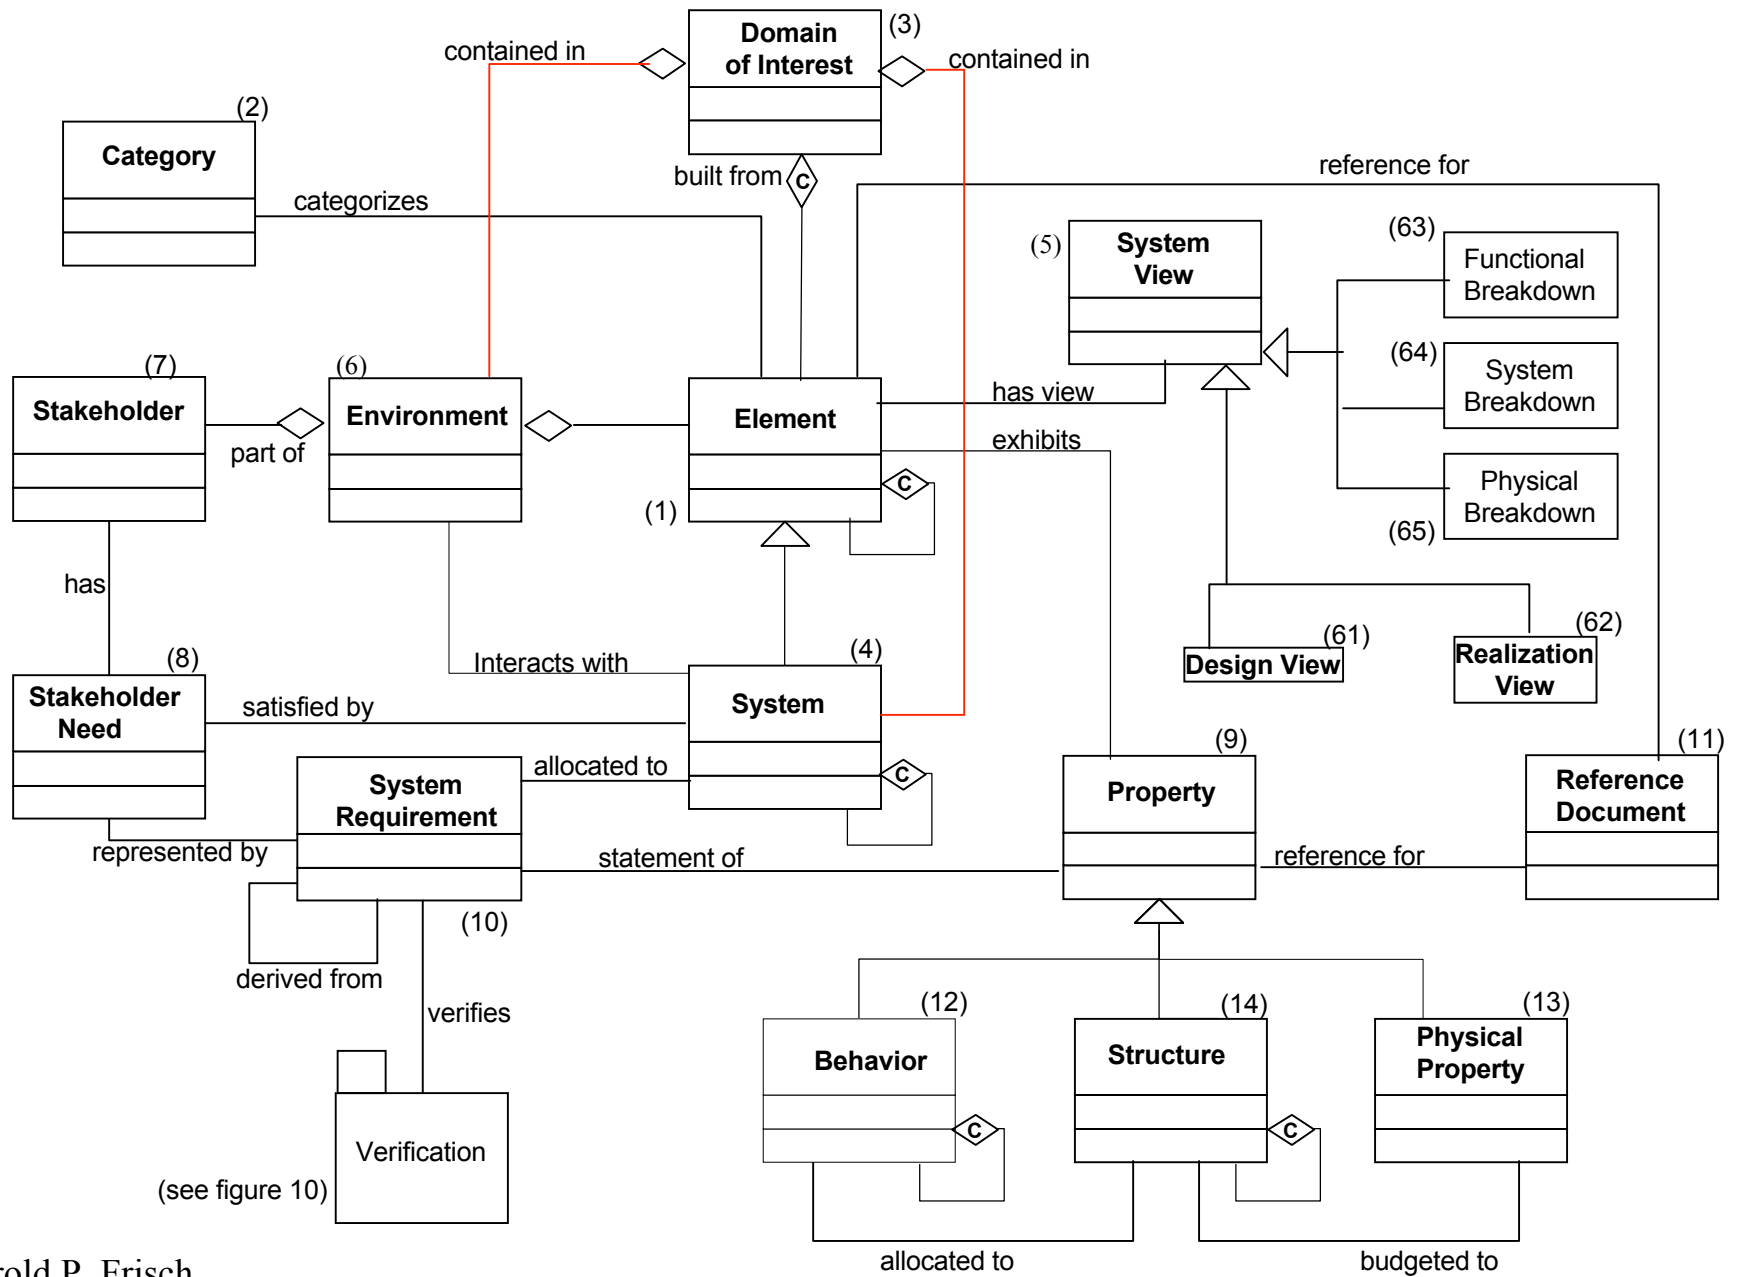 Domain
of Interest
(3)
contained in
contained in
(2)
Category
built from
C
reference for
categorizes
(5)
System
View
(63)
Functional
Breakdown
(64)
System
Breakdown
Physical
Breakdown
(65)
(7)
Stakeholder
(6)
Environment
part of
Element
(1)
C
has view
exhibits
has
Interacts with
(4)
System
C
(61)
Design View
(62)
Realization
View
(8)
Stakeholder
Need
satisfied by
allocated to
System
Requirement
(10)
represented by
statement of
(9)
Property
reference for
(11)
Reference
Document
derived from
verifies
(12)
Behavior
C
(14)
Structure
C
(13)
Physical
Property
Verification
(see figure 10)
allocated to
budgeted to
P. Frisch